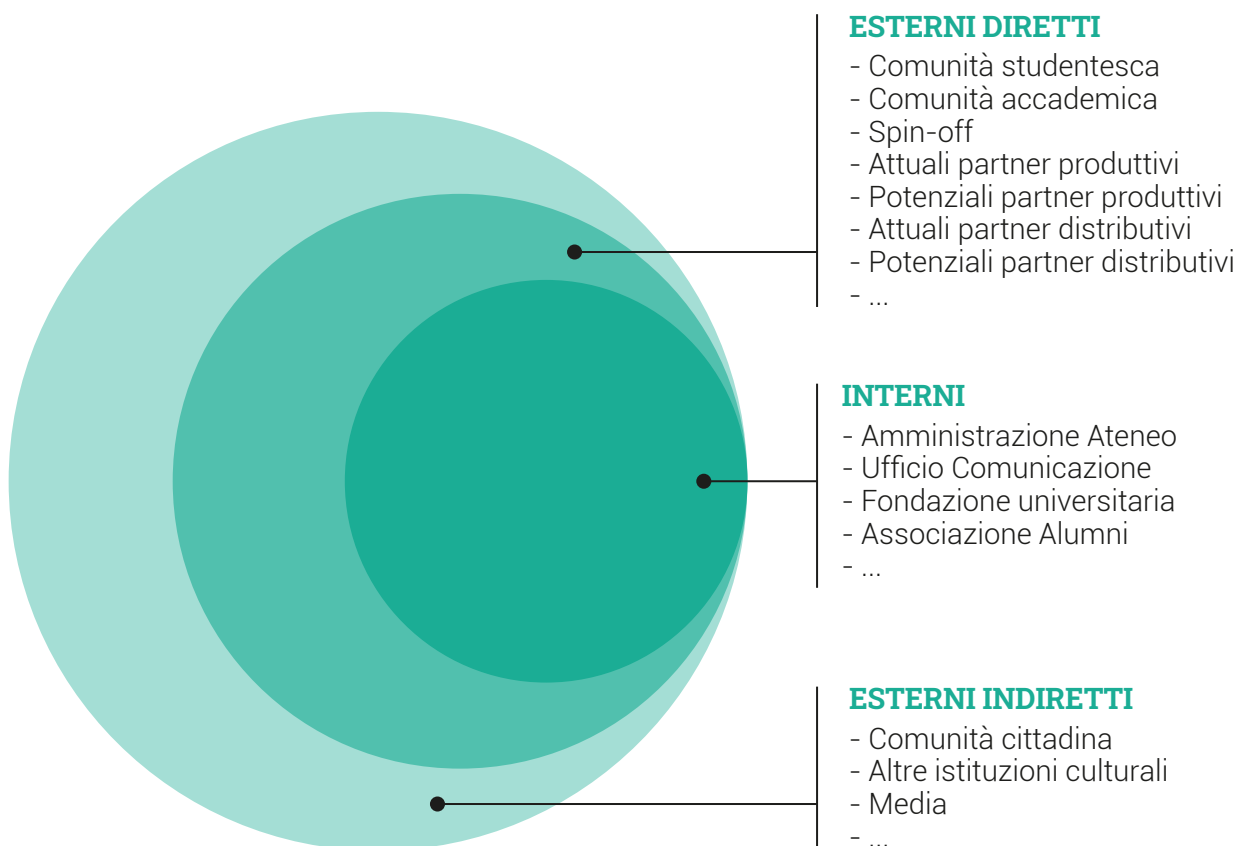 ESTERNI DIRETTI
- Comunità studentesca
- Comunità accademica
- Spin-off
- Attuali partner produttivi
- Potenziali partner produttivi
- Attuali partner distributivi
- Potenziali partner distributivi
- ...
INTERNI
- Amministrazione Ateneo
- Ufficio Comunicazione
- Fondazione universitaria
- Associazione Alumni
- ...
ESTERNI INDIRETTI
- Comunità cittadina
- Altre istituzioni culturali
- Media
- ...